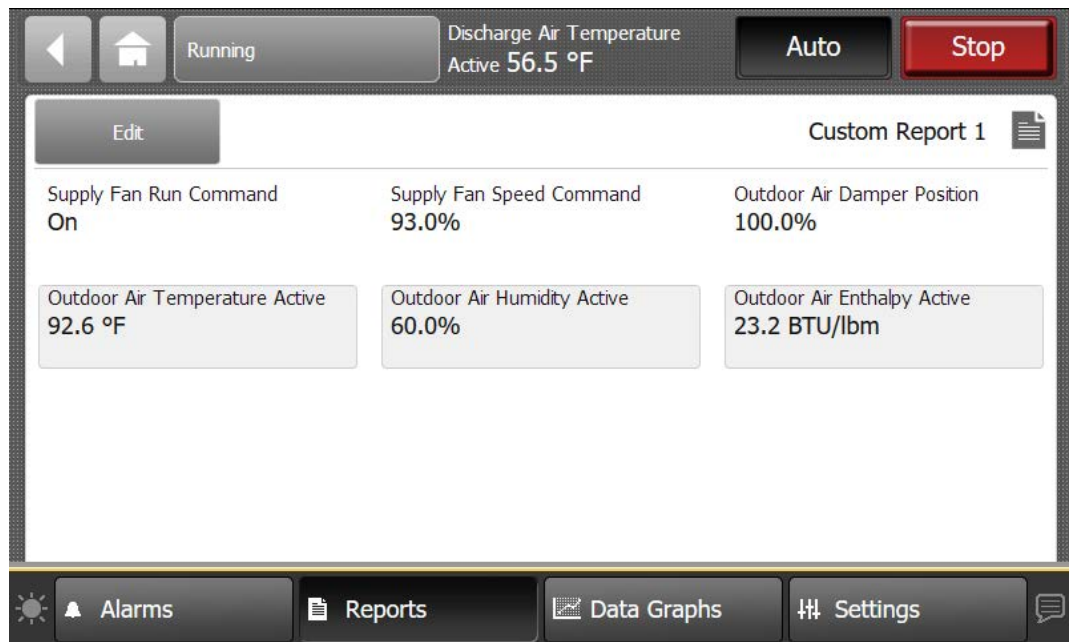 Running
Discharge Air Temperature
Active 56.5 °F
Auto
Stop
Edit
Custom Report 1
Supply Fan Run Command
On
Supply Fan Speed Command
93.0%
Outdoor Air Damper Position
100.0%
Outdoor Air Temperature Active
92.6 °F
Outdoor Air Humidity Active
60.0%
Outdoor Air Enthalpy Active
23.2 BTU/lbm
Alarms
Reports
Data Graphs
Settings